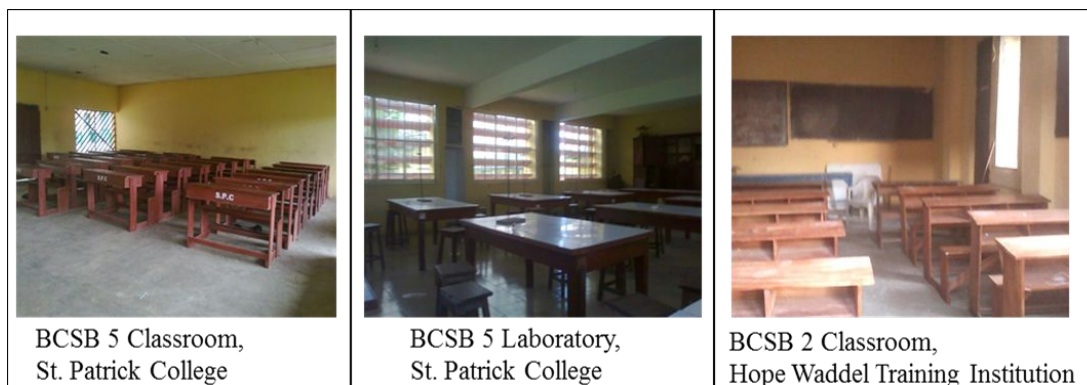 S.P.C
BCSB 5 Classroom,
St. Patrick College
BCSB 5 Laboratory,
St. Patrick College
BCSB 2 Classroom,
Hope Waddel Training Institution